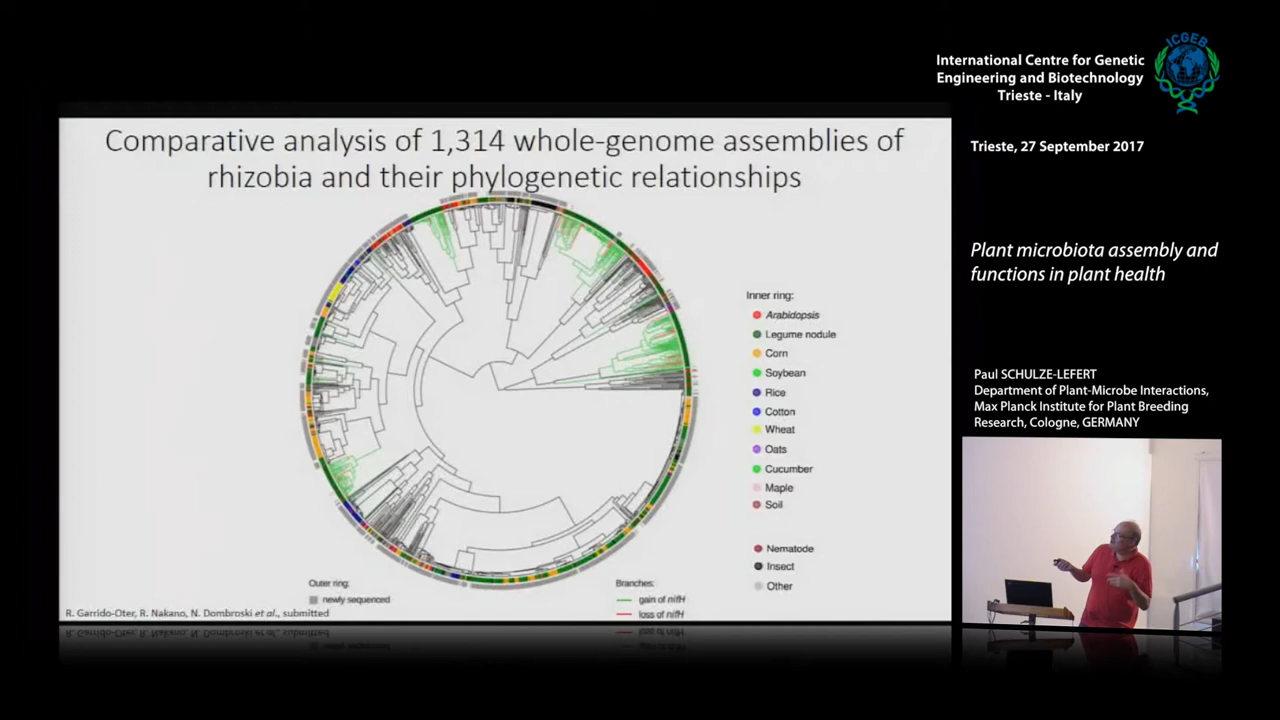 ICGEB
International Centre for Genetic
Engineering and Biotechnology
Trieste - Italy
Trieste, 27 September 2017
Comparative analysis of 1,314 whole-genome assemblies of
rhizobia and their phylogenetic relationships
Inner ring:
Arabidopsis
Legume nodule
Corn
Soybean
Rice
Cotton
Wheat
Oats
Cucumber
Maple
Soil
Nematode
Insect
Other
Outer ring:
newly sequenced
Branches:
gain of nifH
loss of nifH
R. Garrido-Oter, R. Nakano, N. Dombroski et al., submitted
Plant microbiota assembly and
functions in plant health
Paul SCHULZE-LEFERT
Department of Plant-Microbe Interactions,
Max Planck Institute for Plant Breeding
Research, Cologne, GERMANY